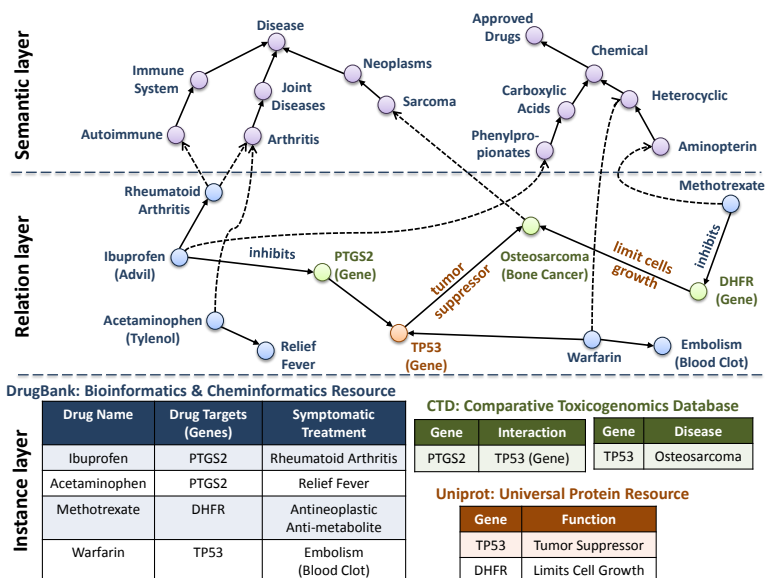 Semantic layer
Disease
Immune
System
Joint
Diseases
Neoplasms
Sarcoma
Autoimmune
Arthritis
Approved
Drugs
Chemical
Carboxylic
Acids
Heterocyclic
Phenylpro-
pionates
Aminopterin
Relation layer
Rheumatoid
Arthritis
Methotrexate
Ibuprofen
(Advil)
inhibits
PTGS2
(Gene)
tumor
suppressor
Osteosarcoma
(Bone Cancer)
limit cells
growth
inhibits
DHFR
(Gene)
Acetaminophen
(Tylenol)
Relief
Fever
TP53
(Gene)
Warfarin
Embolism
(Blood Clot)
Instance layer
DrugBank: Bioinformatics & Cheminformatics Resource
Drug Name
Drug Targets
(Genes)
Symptomatic
Treatment
Ibuprofen PTGS2 Rheumatoid Arthritis
Acetaminophen PTGS2 Relief Fever
Methotrexate DHFR Antineoplastic
Anti-metabolite
Warfarin TP53 Embolism
(Blood Clot)
CTD: Comparative Toxicogenomics Database
Gene Interaction
PTGS2 TP53 (Gene)
Gene Disease
TP53 Osteosarcoma
Uniprot: Universal Protein Resource
Gene Function
TP53 Tumor Suppressor
DHFR Limits Cell Growth